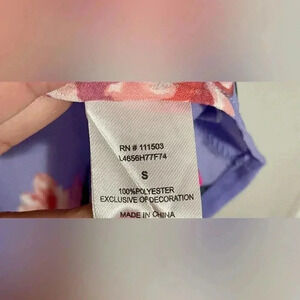 RN # 111503
L4656H77F74
S
100%POLYESTER
EXCLUSIVE OF DECORATION
MADE IN CHINA